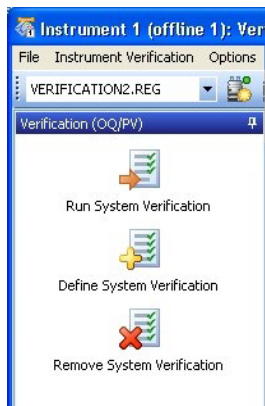 Instrument 1 (offline 1): Ver
File Instrument Verification Options
VERIFICATION2.REG
Verification (OQ/PV)
Run System Verification
Define System Verification
Remove System Verification